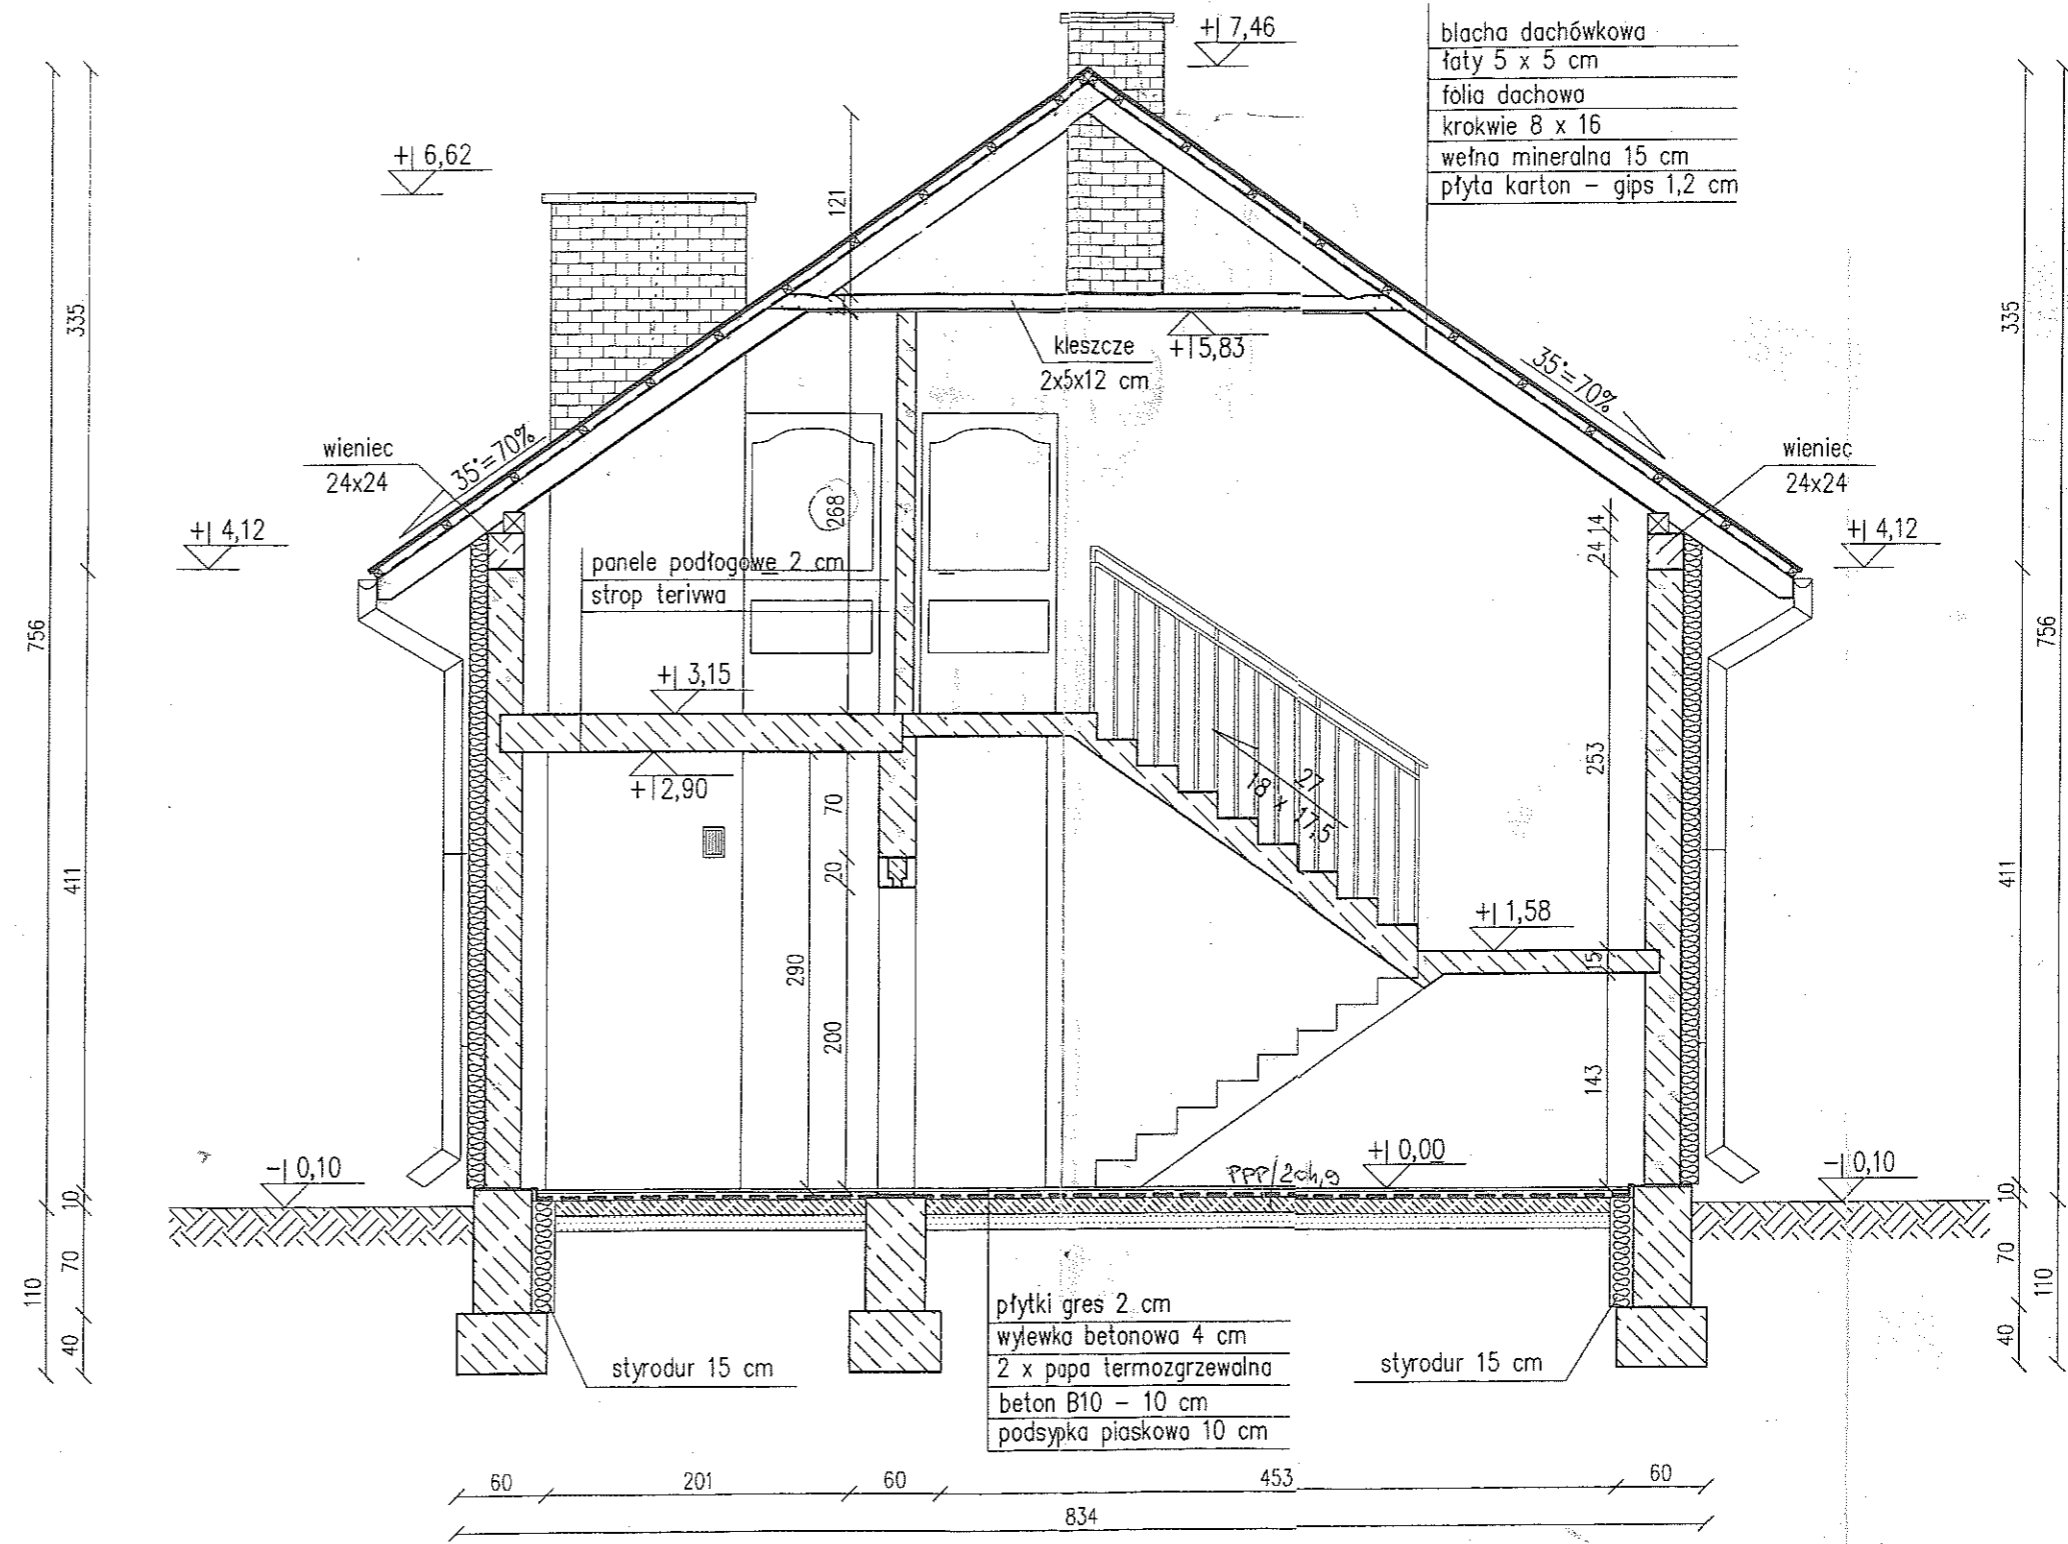 +7,46
blacha dachówkowa
łaty 5 x 5 cm
folia dachowa
krokwie 8 x 16
wełna mineralna 15 cm
płyta karton - gips 1,2 cm
+6,62
121
335
335
kleszcze
2x5x12 cm
+5,83
35°=70%
35°=70%
wieniec
24x24
wieniec
24x24
+4,12
+4,12
268
14
24
panele podłogowe 2 cm
strop terivwa
756
756
+3,15
+2,90
70
20
27
18 x 17,5
253
411
411
+1,58
15
290
200
143
-0,10
+0,00
-0,10
10
10
70
70
110
110
40
40
płytki gres 2 cm
wylewka betonowa 4 cm
2 x papa termozgrzewalna
beton B10 - 10 cm
podsypka piaskowa 10 cm
styrodur 15 cm
styrodur 15 cm
60
201
60
453
60
834